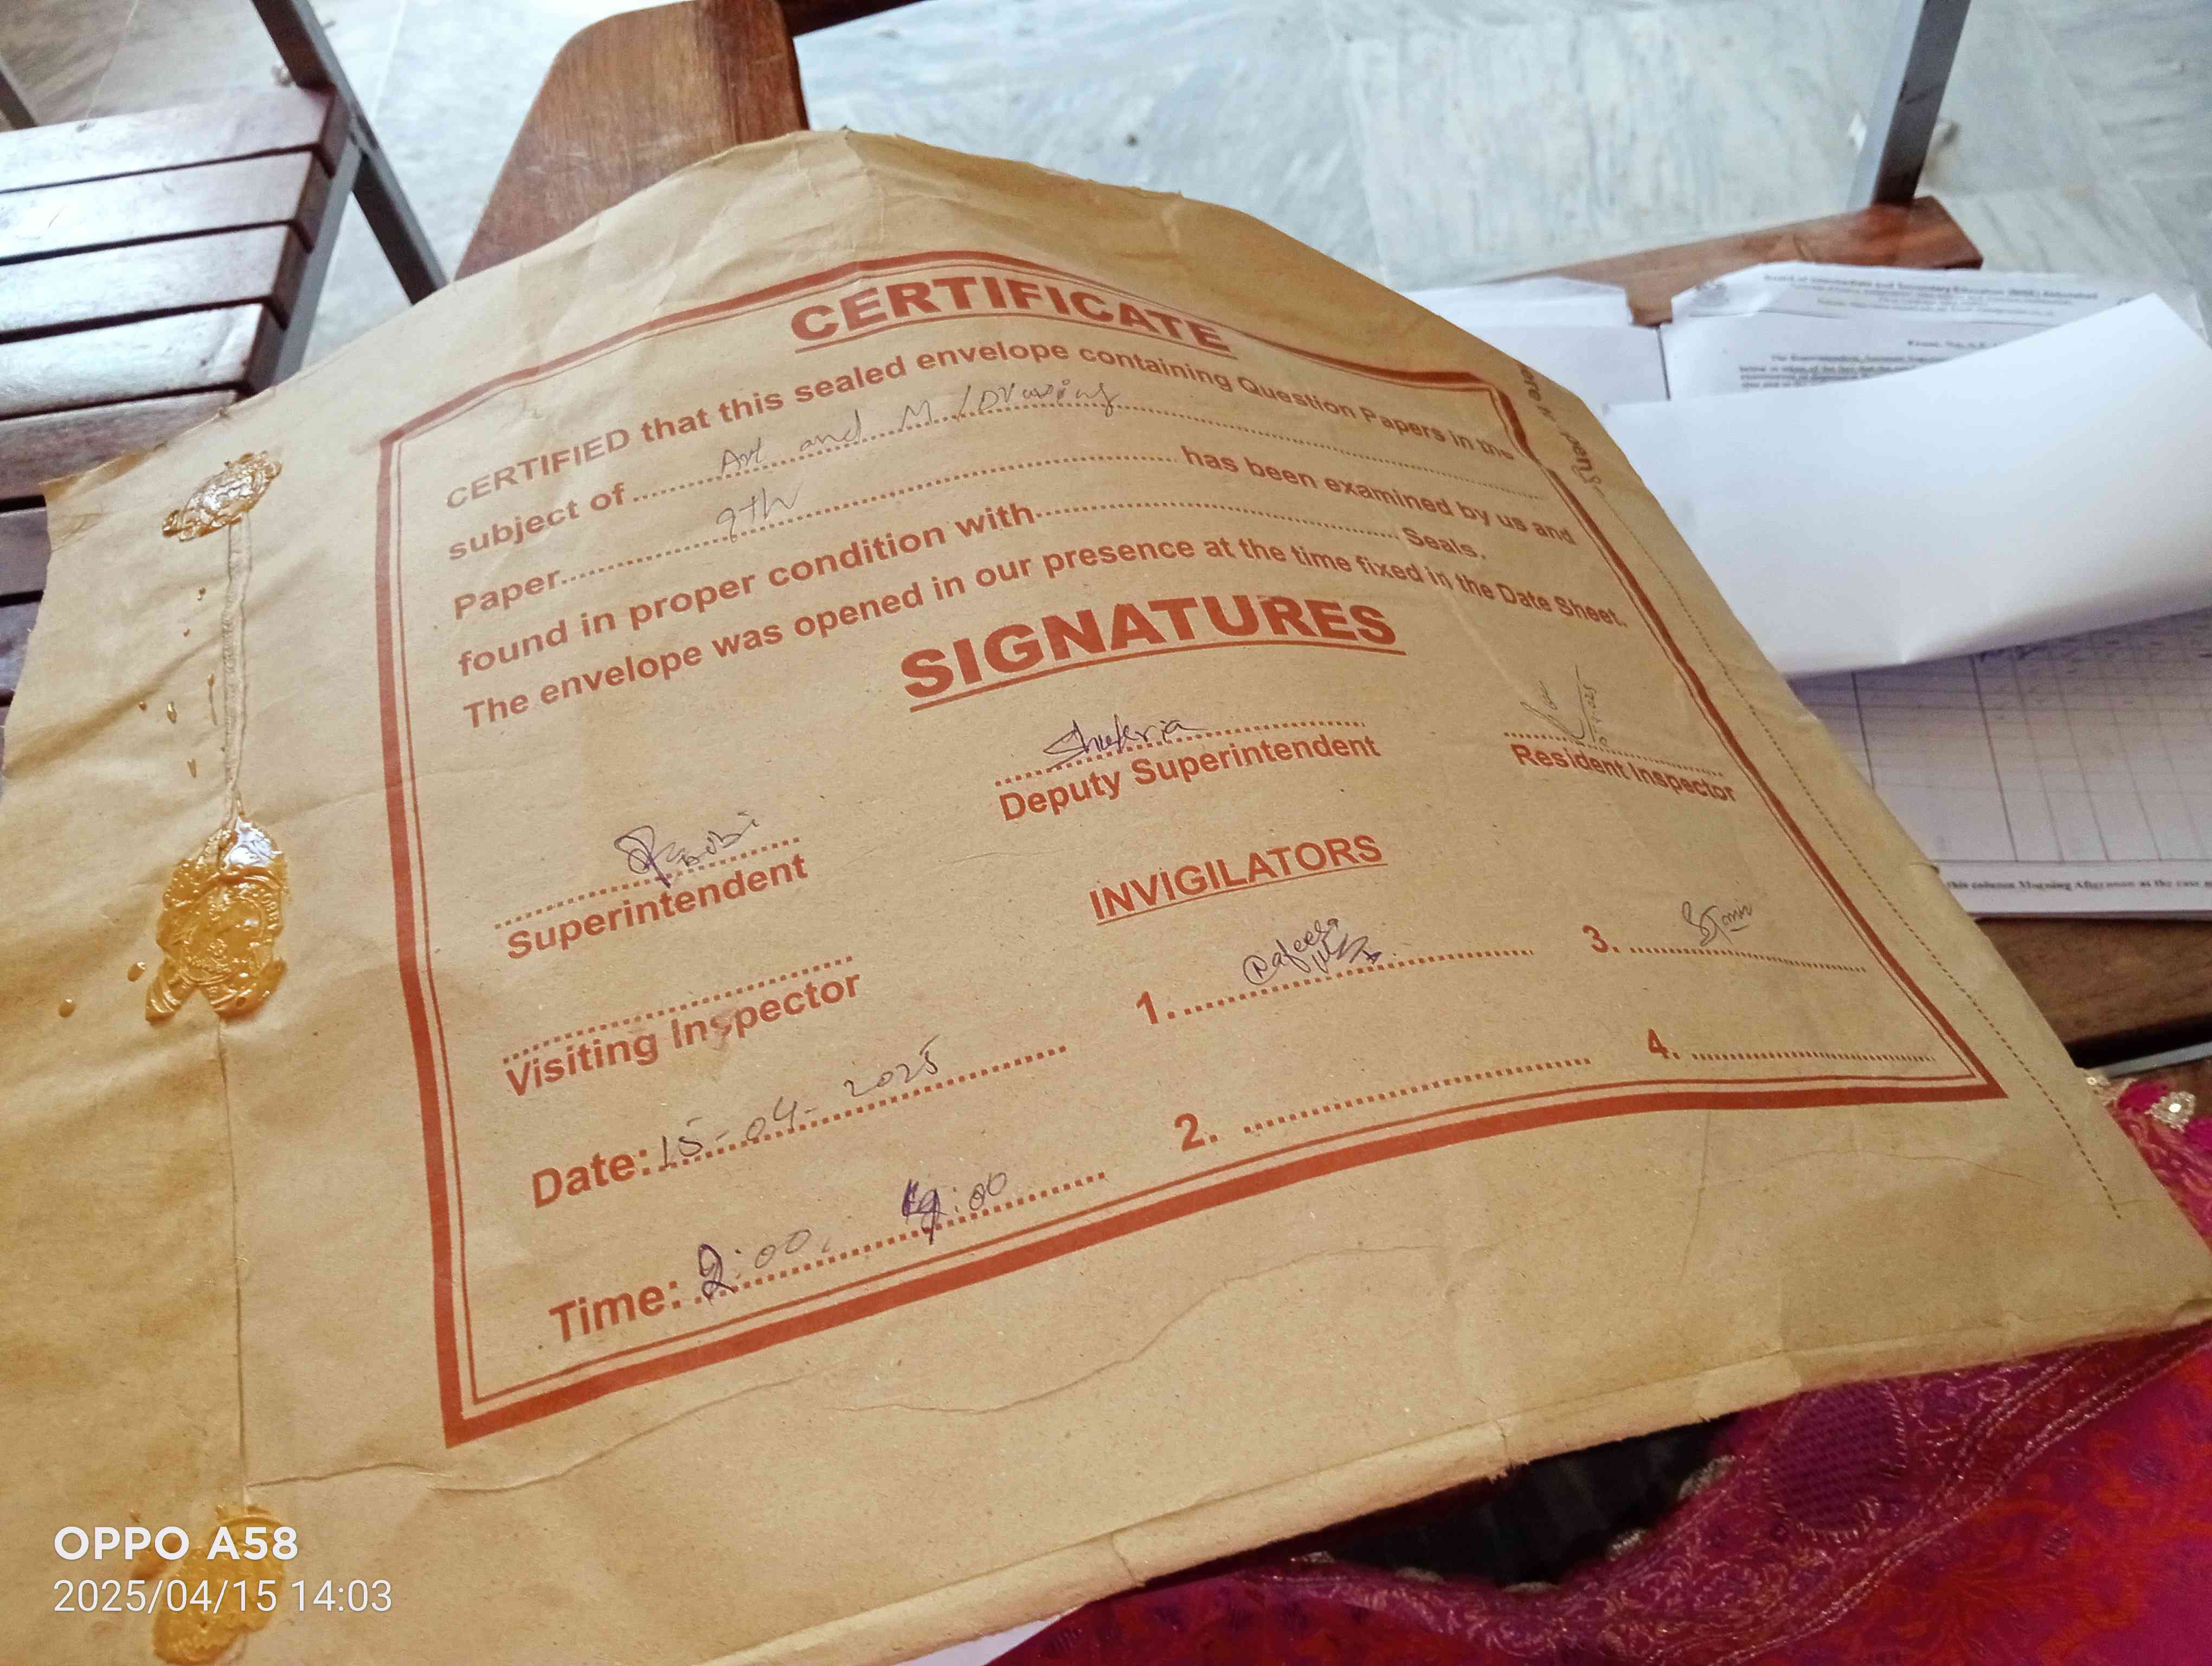 CERTIFICATE
CERTIFIED that this sealed envelope containing Question Papers in the
subject of Art and M/Drawing
Paper 9th has been examined by us and
found in proper condition with Seals.
The envelope was opened in our presence at the time fixed in the Date Sheet.
SIGNATURES
Shukria
Superintendent
Deputy Superintendent
Resident Inspector
INVIGILATORS
Visiting Inspector
1.
3.
Date: 15-04-2025
2.
4.
Time: 2:00,
OPPO A58
2025/04/15 14:03